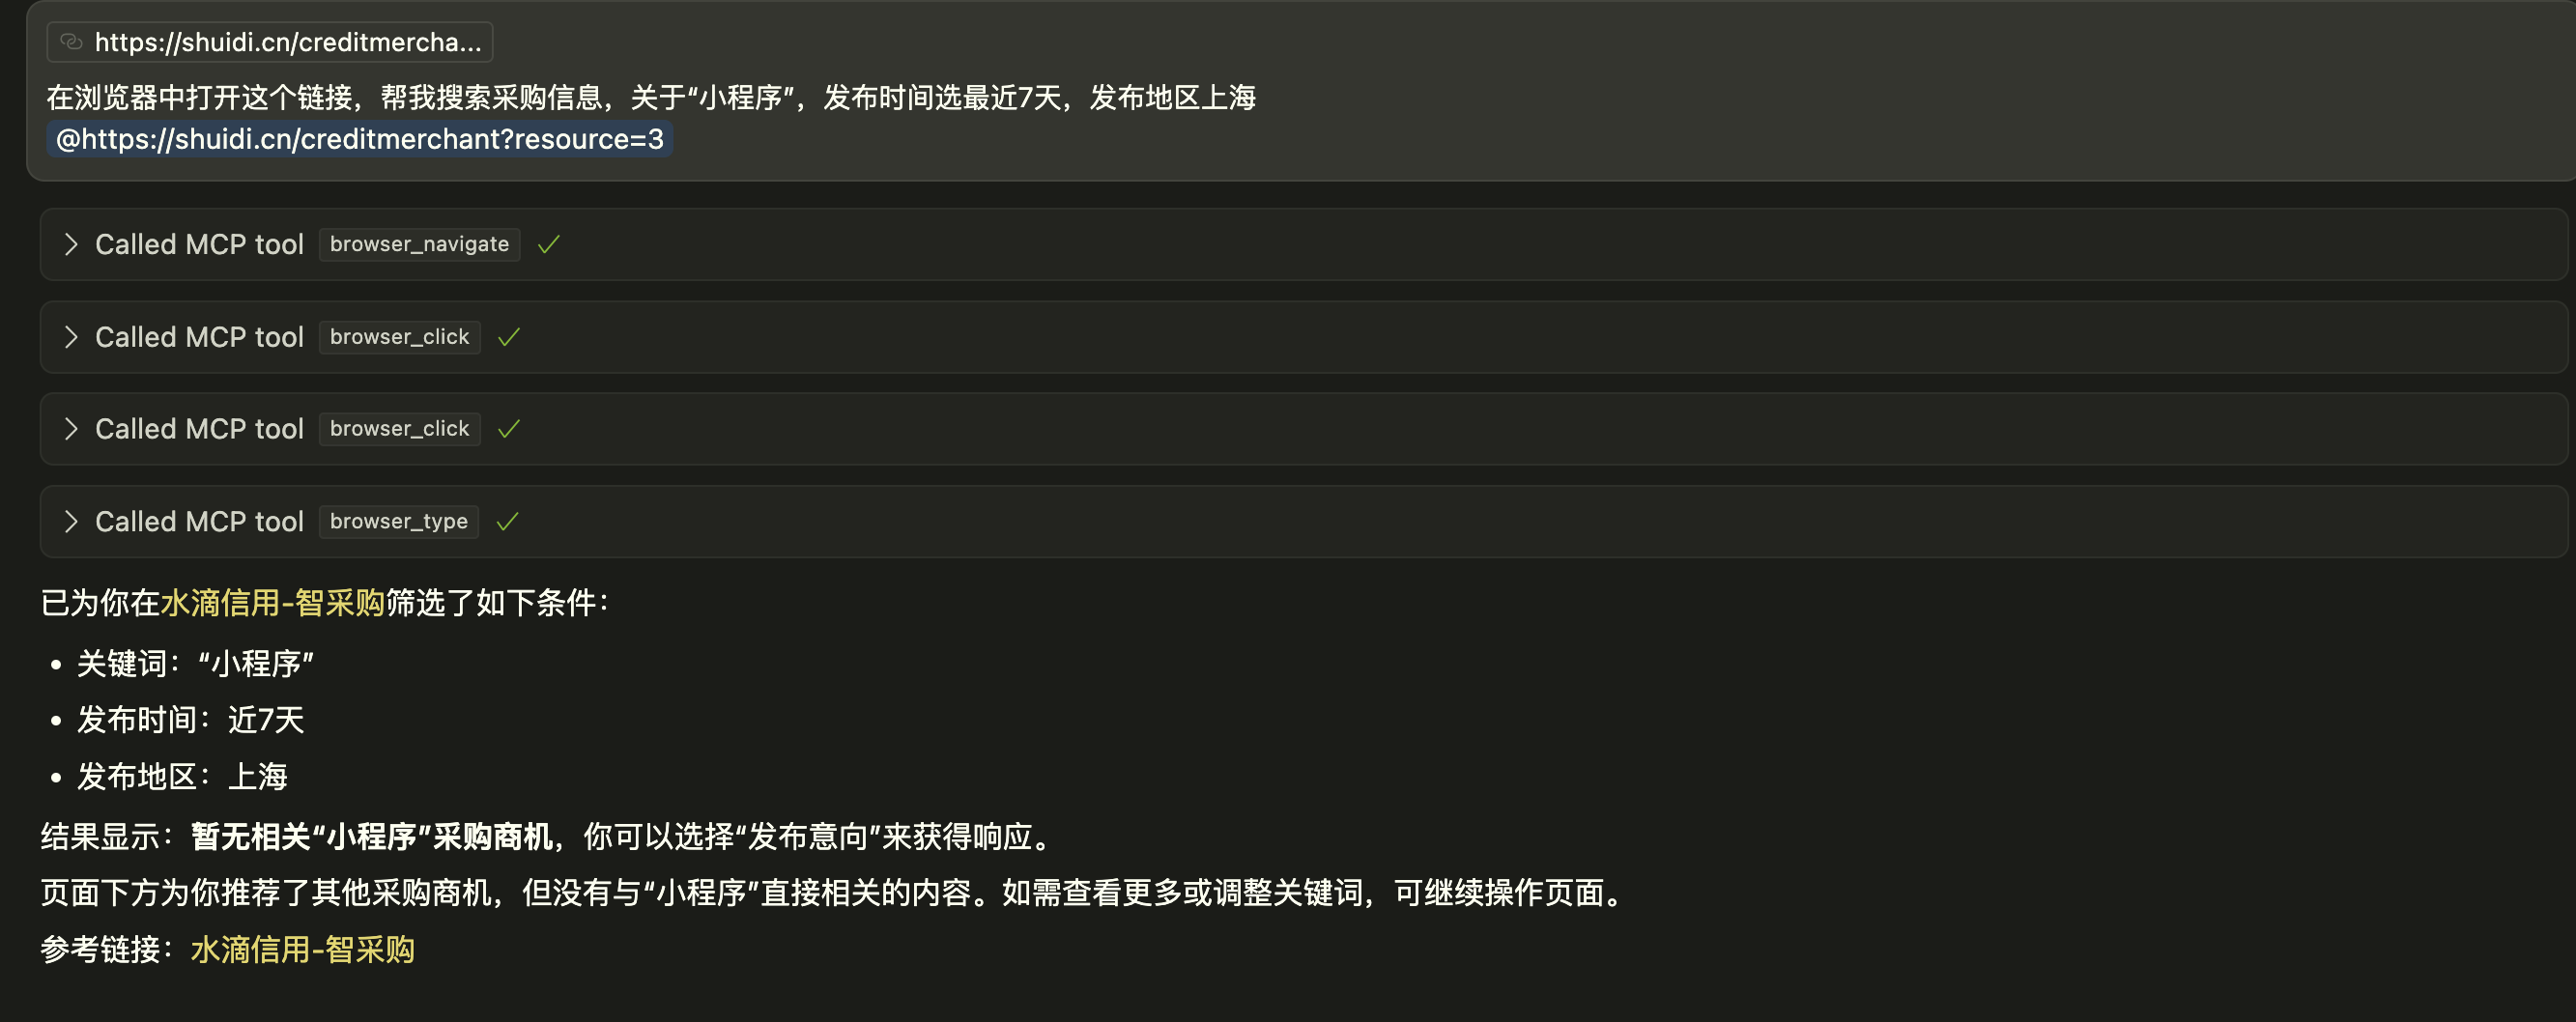 https://shuidi.cn/creditmercha...
在浏览器中打开这个链接，帮我搜索采购信息，关于“小程序”，发布时间选最近7天，发布地区上海
@https://shuidi.cn/creditmerchant?resource=3
Called MCP tool browser_navigate
Called MCP tool browser_click
Called MCP tool browser_click
Called MCP tool browser_type
已为你在水滴信用-智采购筛选了如下条件：
• 关键词：“小程序”
• 发布时间：近7天
• 发布地区：上海
结果显示：暂无相关“小程序”采购商机，你可以选择“发布意向”来获得响应。
页面下方为你推荐了其他采购商机，但没有与“小程序”直接相关的内容。如需查看更多或调整关键词，可继续操作页面。
参考链接：水滴信用-智采购